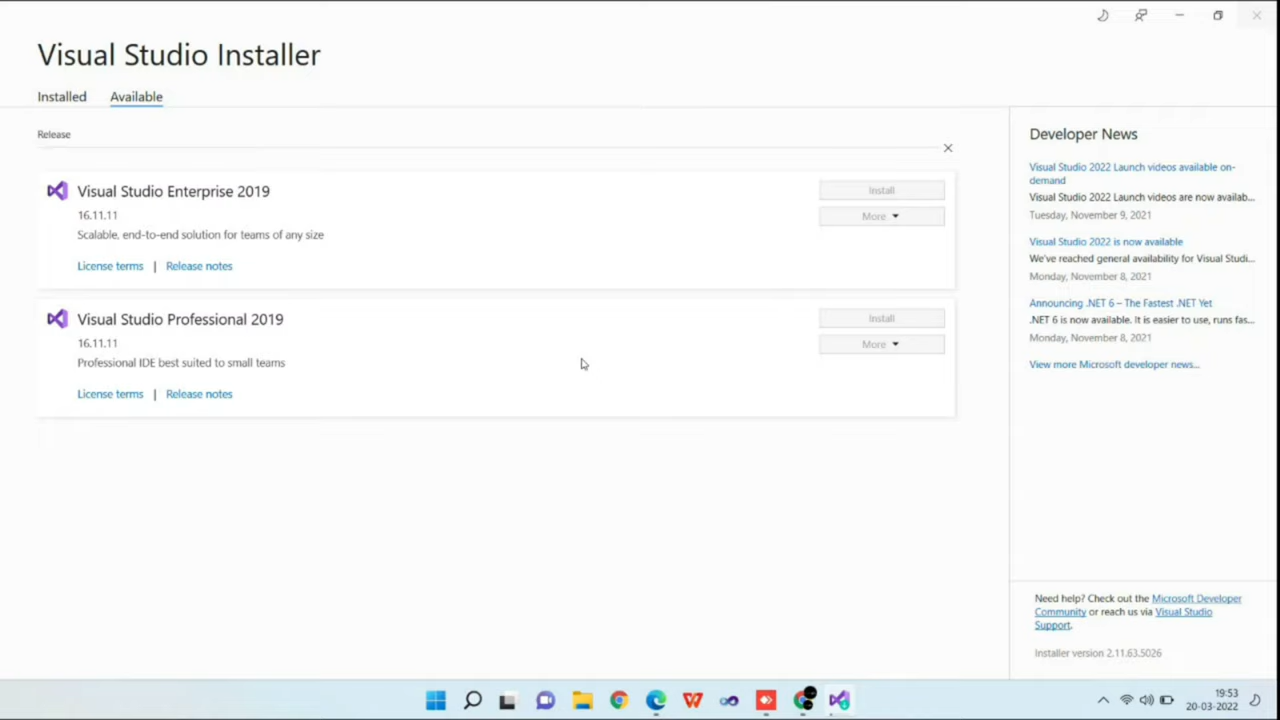 Visual Studio Installer
Installed
Available
Release
Visual Studio Enterprise 2019
16.11.11
Scalable, end-to-end solution for teams of any size
License terms | Release notes
Install
More
Visual Studio Professional 2019
16.11.11
Professional IDE best suited to small teams
License terms | Release notes
Install
More
Developer News
Visual Studio 2022 Launch videos available on-
demand
Visual Studio 2022 Launch videos are now availab...
Tuesday, November 9, 2021
Visual Studio 2022 is now available
We've reached general availability for Visual Studi...
Monday, November 8, 2021
Announcing .NET 6 – The Fastest .NET Yet
.NET 6 is now available. It is easier to use, runs fas...
Monday, November 8, 2021
View more Microsoft developer news...
Need help? Check out the Microsoft Developer
Community or reach us via Visual Studio
Support.
Installer version 2.11.63.5026
19:53
20-03-2022